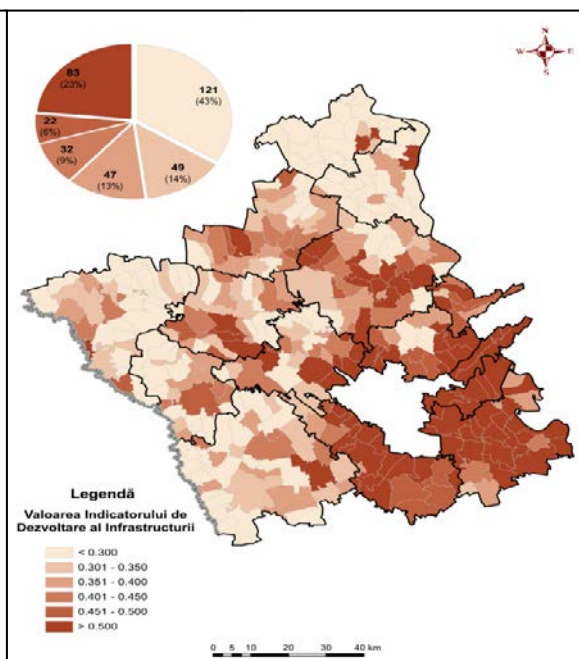 N
W E
S
83
(23%)
121
(43%)
22
(6%)
32
(9%)
47
(13%)
49
(14%)
Legendă
Valoarea Indicatorului de
Dezvoltare al Infrastructurii
< 0.300
0.301 - 0.350
0.351 - 0.400
0.401 - 0.450
0.451 - 0.500
> 0.500
0 5 10 20 30 40 km